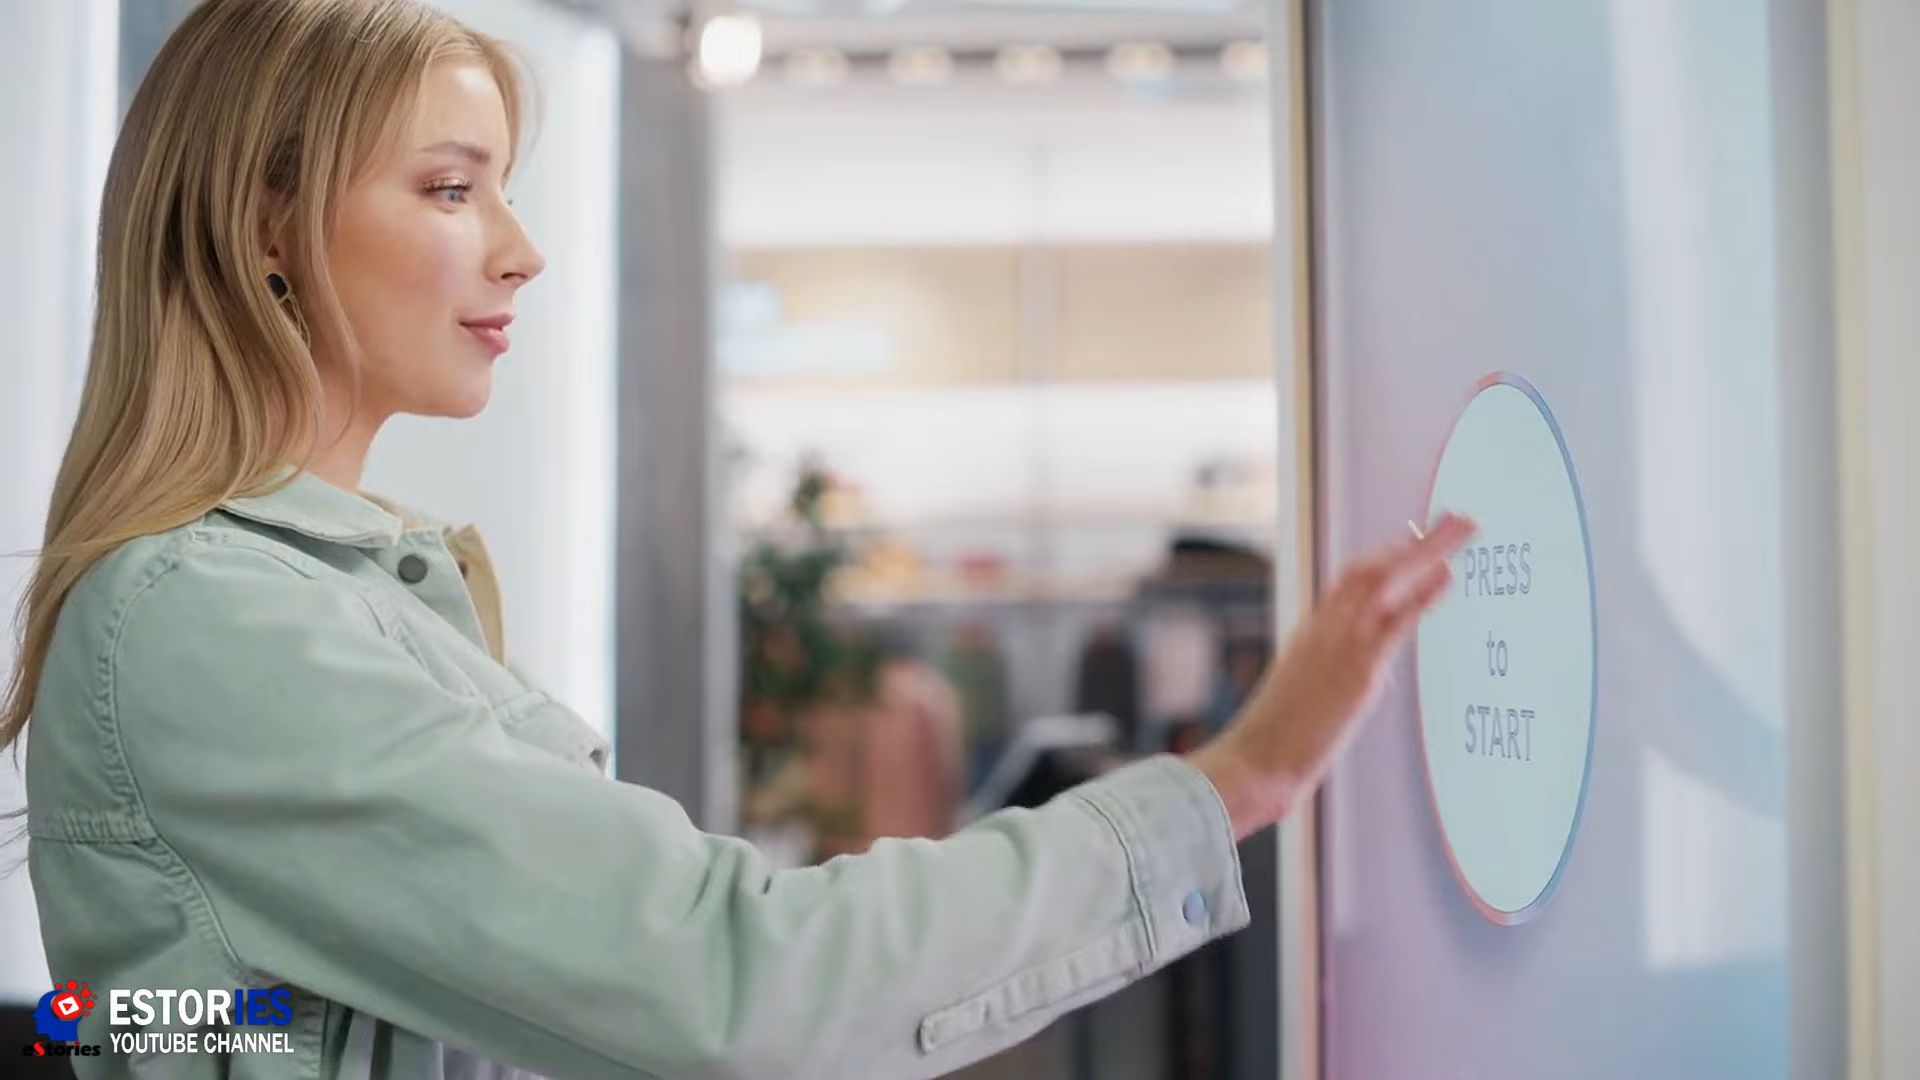 PRESS
to
START
ESTORIES
YOUTUBE CHANNEL
eStories